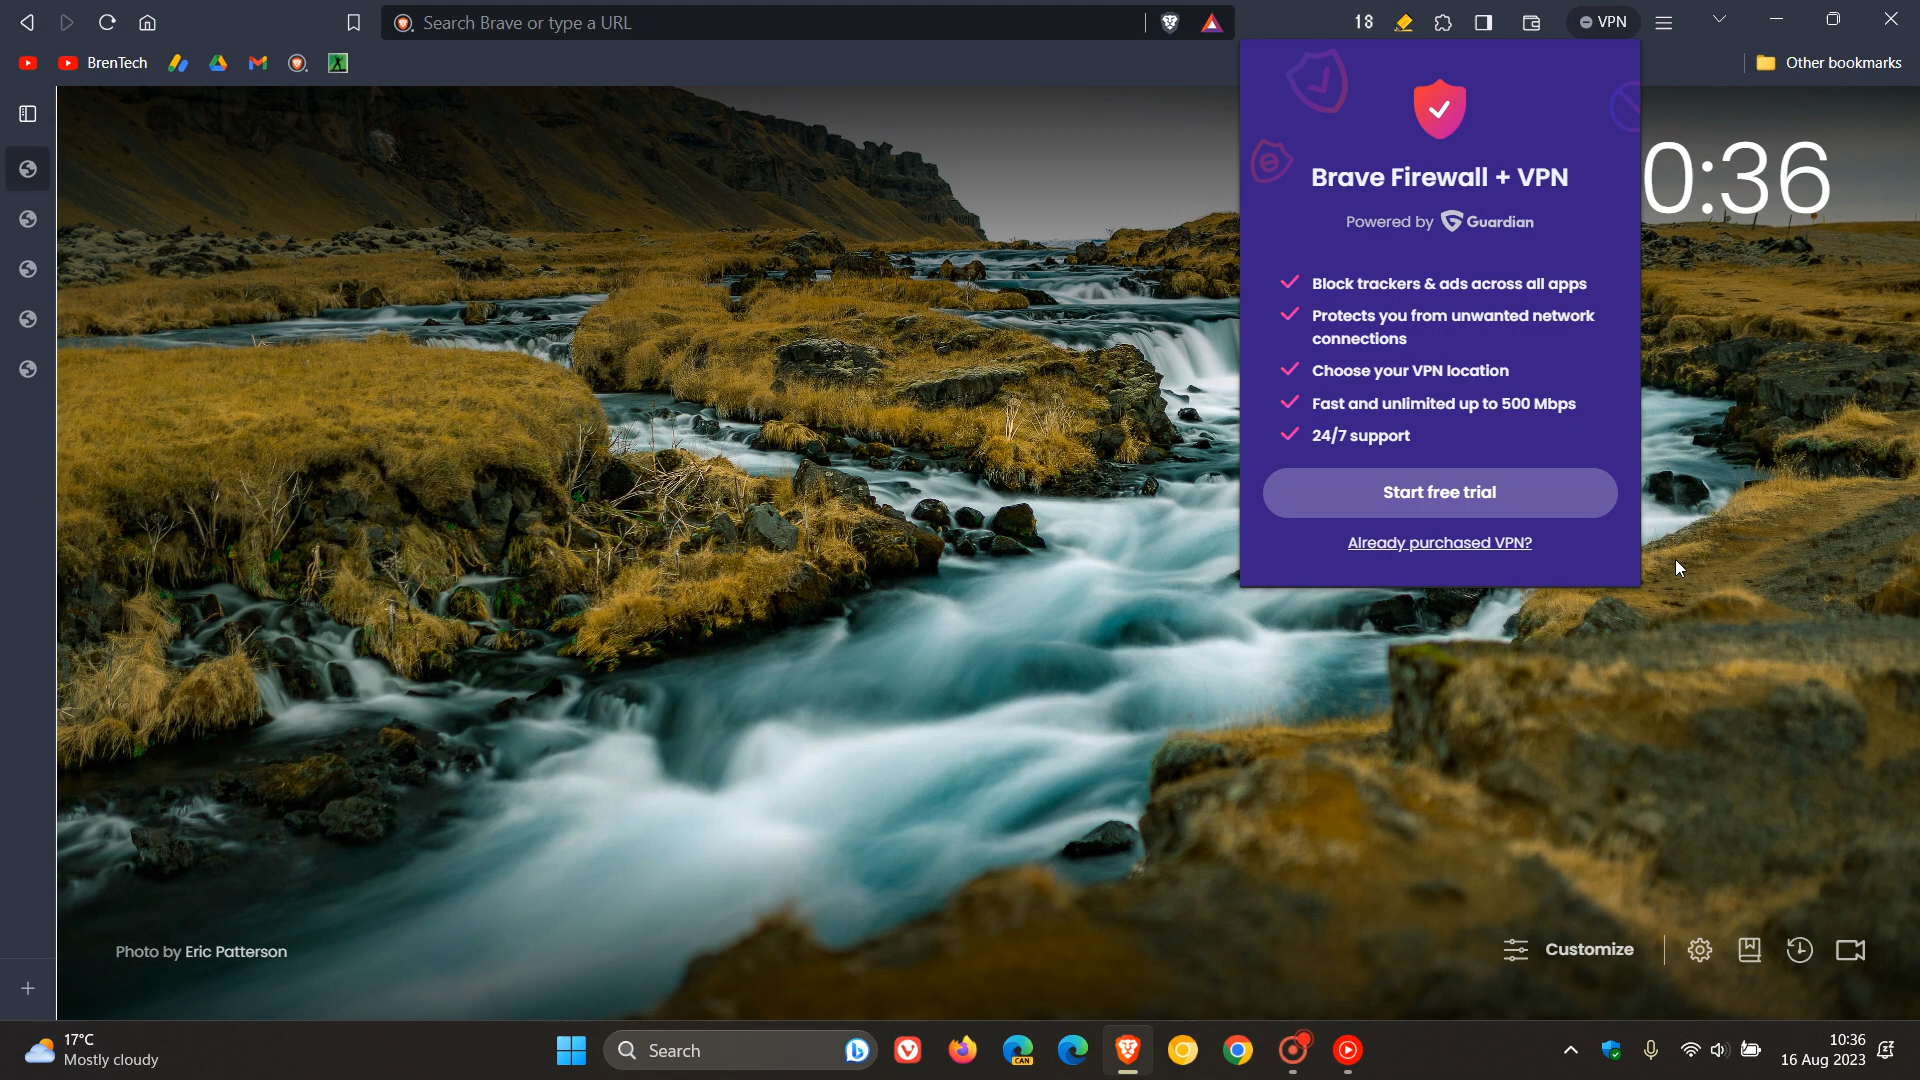 Search Brave or type a URL
18
VPN
BrenTech
Other bookmarks
0:36
Brave Firewall + VPN
Powered by Guardian
Block trackers & ads across all apps
Protects you from unwanted network
connections
Choose your VPN location
Fast and unlimited up to 500 Mbps
24/7 support
Start free trial
Already purchased VPN?
Photo by Eric Patterson
Customize
17°C
Mostly cloudy
Search
CAN
10:36
16 Aug 2023